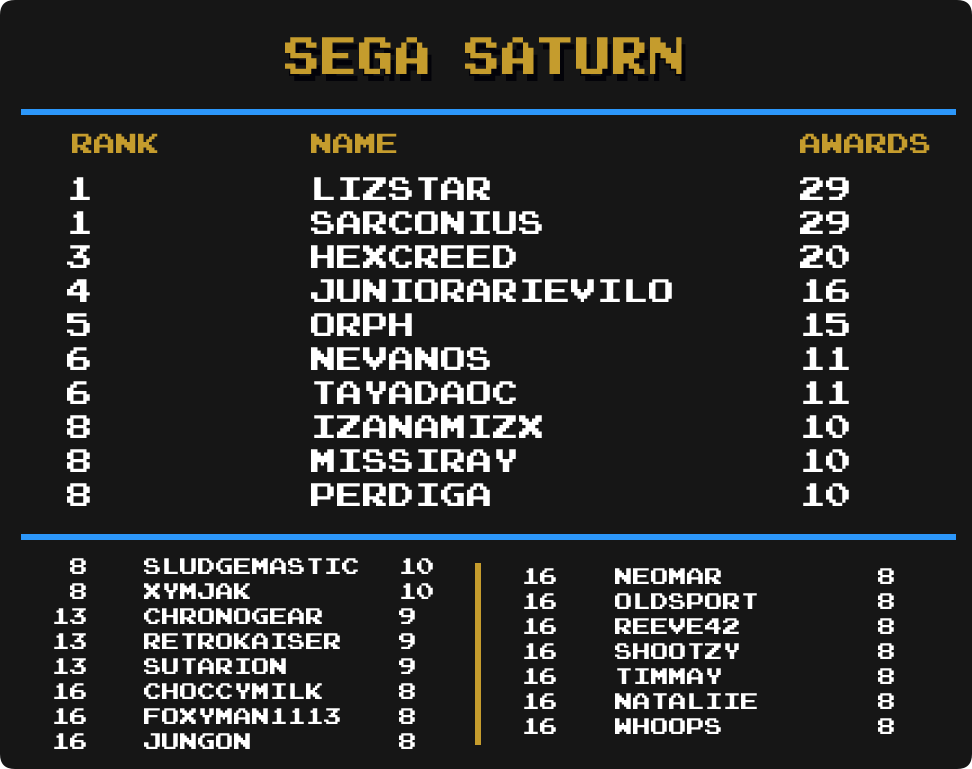 SEGA SATURN
RANK NAME AWARDS
1 LIZSTAR 29
1 SARCONIUS 29
3 HEXCREED 20
4 JUNIORARIEVILO 16
5 ORPH 15
6 NEVANOS 11
6 TAYADAOC 11
8 IZANAMIZX 10
8 MISSIRAY 10
8 PERDIGA 10
8 SLUDGEMASTIC 10
8 XYMJAK 10
13 CHRONOGEAR 9
13 RETROKAISER 9
13 SUTARION 9
16 CHOCCYMILK 8
16 FOXYMAN1113 8
16 JUNGON 8
16 NEOMAR 8
16 OLDSPORT 8
16 REEVE42 8
16 SHOOTZY 8
16 TIMMAY 8
16 NATALIIE 8
16 WHOOPS 8